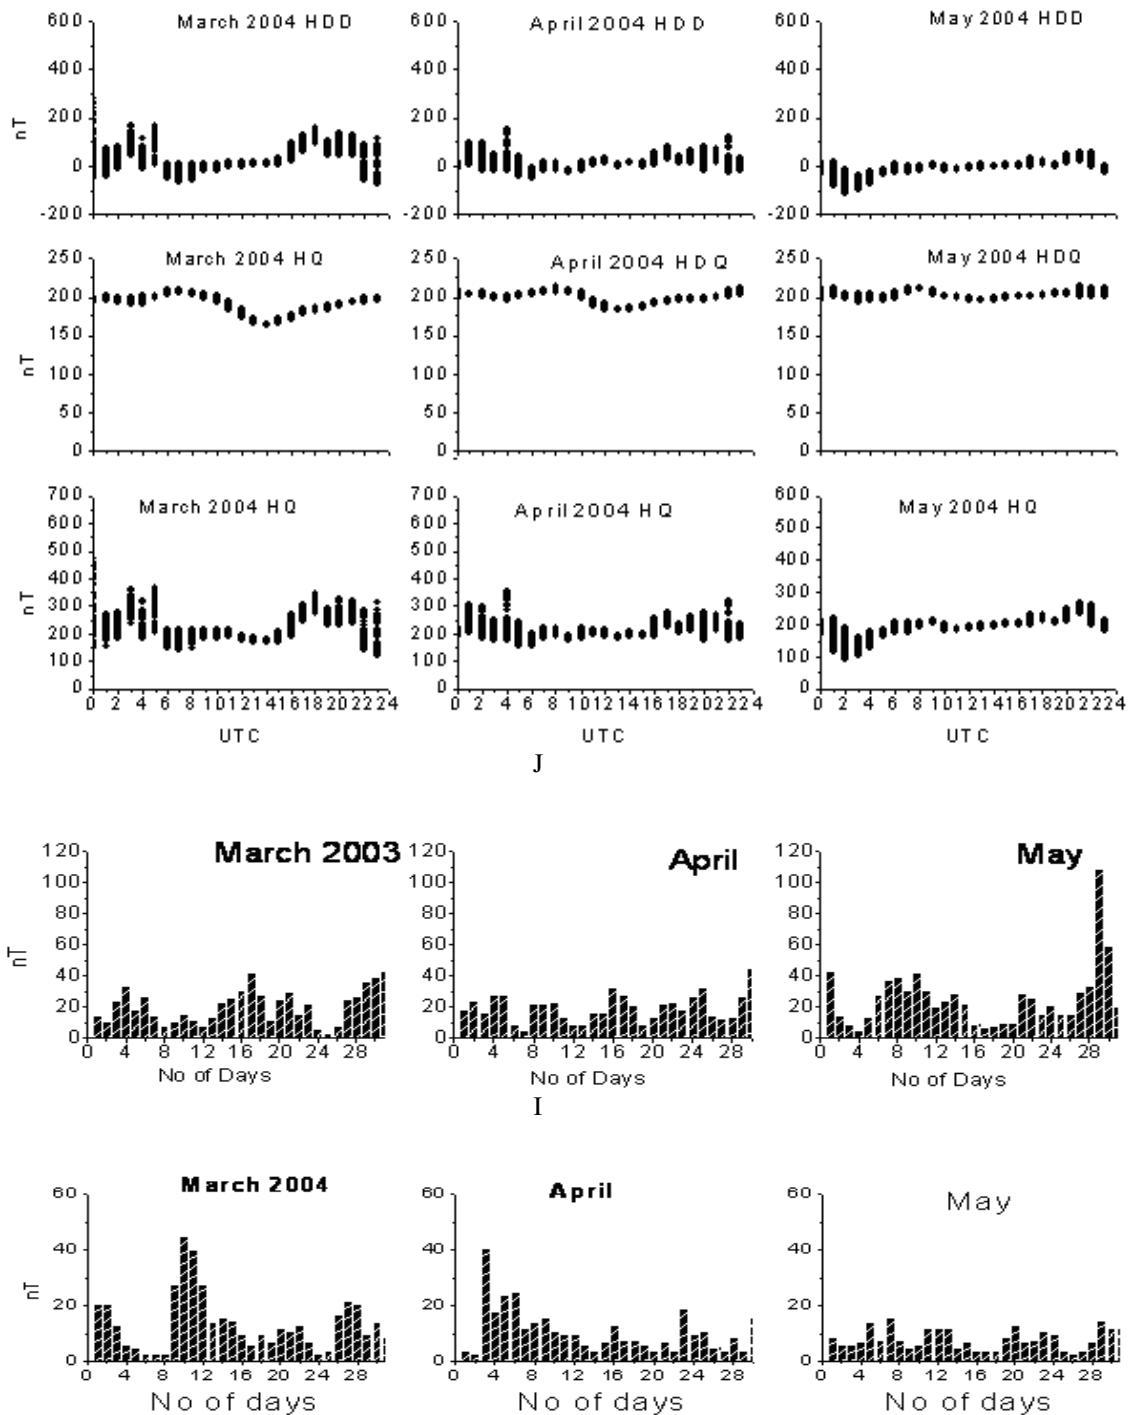 March 2004 HDD
April 2004 HDD
May 2004 HDD
600 400 200 0 -200
600 400 200 0 -200
600 400 200 0 -200
nT
March 2004 HQ
April 2004 HDQ
May 2004 HDQ
250 200 150 100 50 0
250 200 150 100 50 0
250 200 150 100 50 0
nT
March 2004 HQ
April 2004 HQ
May 2004 HQ
700 600 500 400 300 200 100 0
700 600 500 400 300 200 100 0
600 500 400 300 200 100 0
nT
0 2 4 6 8 10 12 14 16 18 20 22 24
0 2 4 6 8 10 12 14 16 18 20 22 24
0 2 4 6 8 10 12 14 16 18 20 22 24
UTC
UTC
UTC
J
March 2003
April
May
120 100 80 60 40 20 0
120 100 80 60 40 20 0
120 100 80 60 40 20 0
nT
0 4 8 12 16 20 24 28
0 4 8 12 16 20 24 28
0 4 8 12 16 20 24 28
No of Days
No of Days
No of Days
I
March 2004
April
May
60 40 20 0
60 40 20 0
60 40 20 0
nT
0 4 8 12 16 20 24 28
0 4 8 12 16 20 24 28
0 4 8 12 16 20 24 28
No of days
No of days
No of days